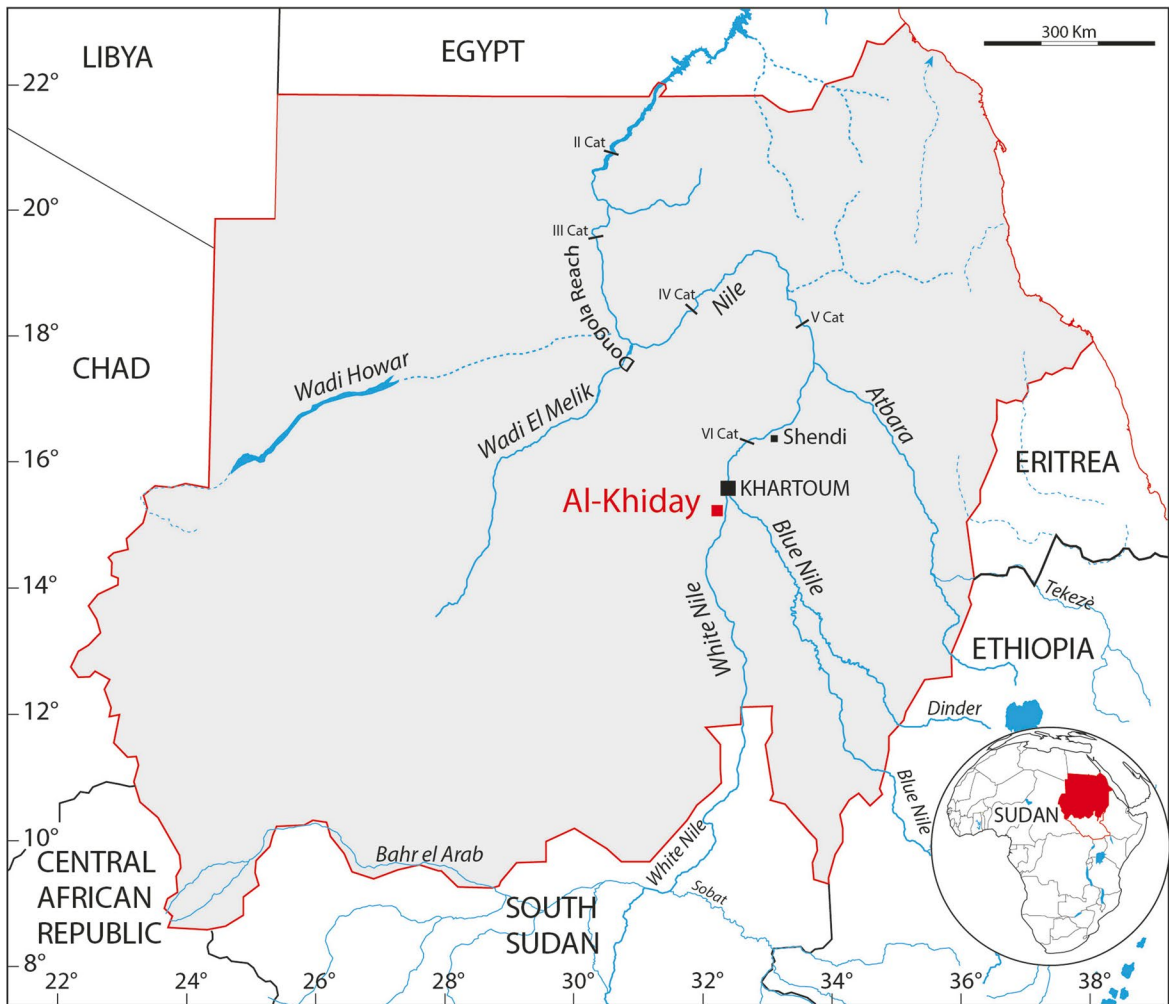 LIBYA
EGYPT
300 Km
22°
II Cat
20°
III Cat
Dongola Reach
IV Cat
Nile
V Cat
18°
CHAD
Wadi Howar
Wadi El Melik
Atbara
VI Cat
Shendi
16°
ERITREA
Al-Khiday
KHARTOUM
Blue Nile
14°
White Nile
Tekezè
ETHIOPIA
12°
Dinder
Blue Nile
SUDAN
10°
CENTRAL
AFRICAN
REPUBLIC
Bahr el Arab
White Nile
Sobat
SOUTH
SUDAN
8°
22°
24°
26°
28°
30°
32°
34°
36°
38°